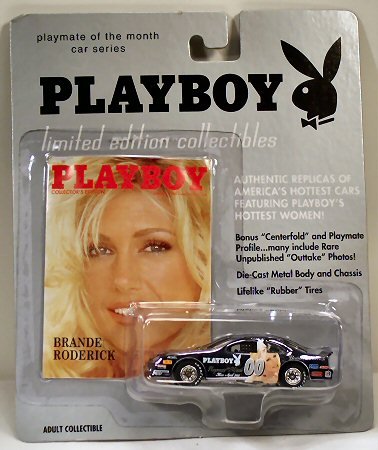 playmate of the month
car series
PLAYBOY
limited edition collectibles
PLAYBOY
COLLECTOR'S EDITION
AUTHENTIC REPLICAS OF
AMERICA'S HOTTEST CARS
FEATURING PLAYBOY'S
HOTTEST WOMEN!
Bonus "Centerfold" and Playmate
Profile...many include Rare
Unpublished "Outtake" Photos!
Die-Cast Metal Body and Chassis
Lifelike "Rubber" Tires
BRANDE
RODERICK
PLAYBOY
00
ADULT COLLECTIBLE